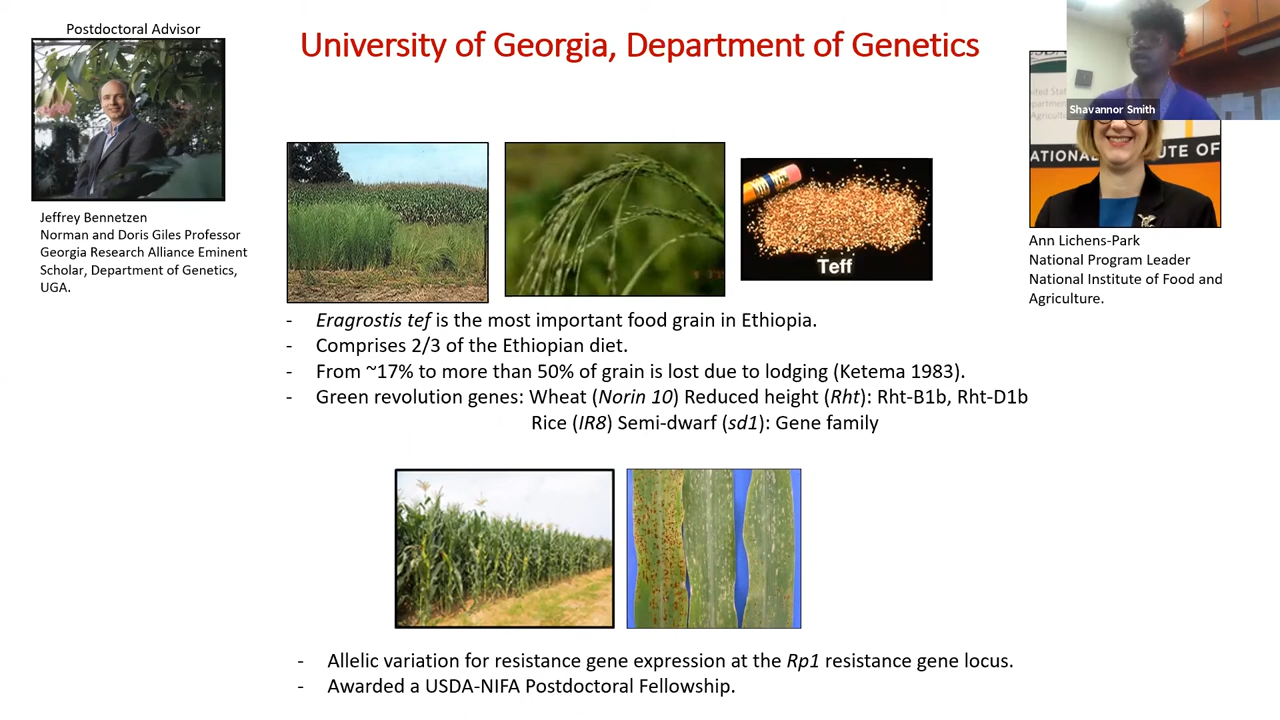 Postdoctoral Advisor
University of Georgia, Department of Genetics
Shavannor Smith
ATIONAL
UTE OF
Jeffrey Bennetzen
Norman and Doris Giles Professor
Georgia Research Alliance Eminent
Scholar, Department of Genetics,
UGA.
Teff
Ann Lichens-Park
National Program Leader
National Institute of Food and
Agriculture.
- Eragrostis tef is the most important food grain in Ethiopia.
- Comprises 2/3 of the Ethiopian diet.
- From ~17% to more than 50% of grain is lost due to lodging (Ketema 1983).
- Green revolution genes: Wheat (Norin 10) Reduced height (Rht): Rht-B1b, Rht-D1b
Rice (IR8) Semi-dwarf (sd1): Gene family
- Allelic variation for resistance gene expression at the Rp1 resistance gene locus.
- Awarded a USDA-NIFA Postdoctoral Fellowship.